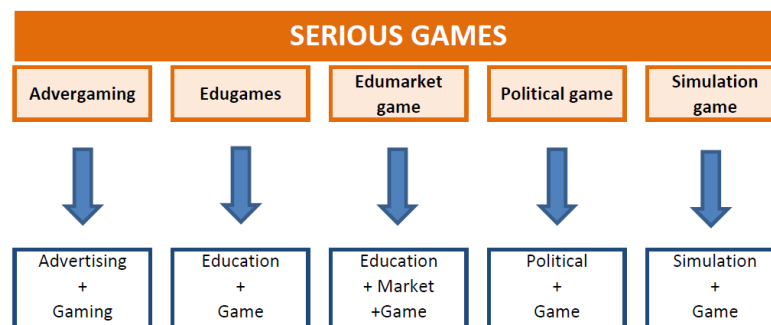 SERIOUS GAMES
Advergaming
Edugames
Edumarket
game
Political game
Simulation
game
Advertising
+
Gaming
Education
+
Game
Education
+ Market
+Game
Political
+
Game
Simulation
+
Game